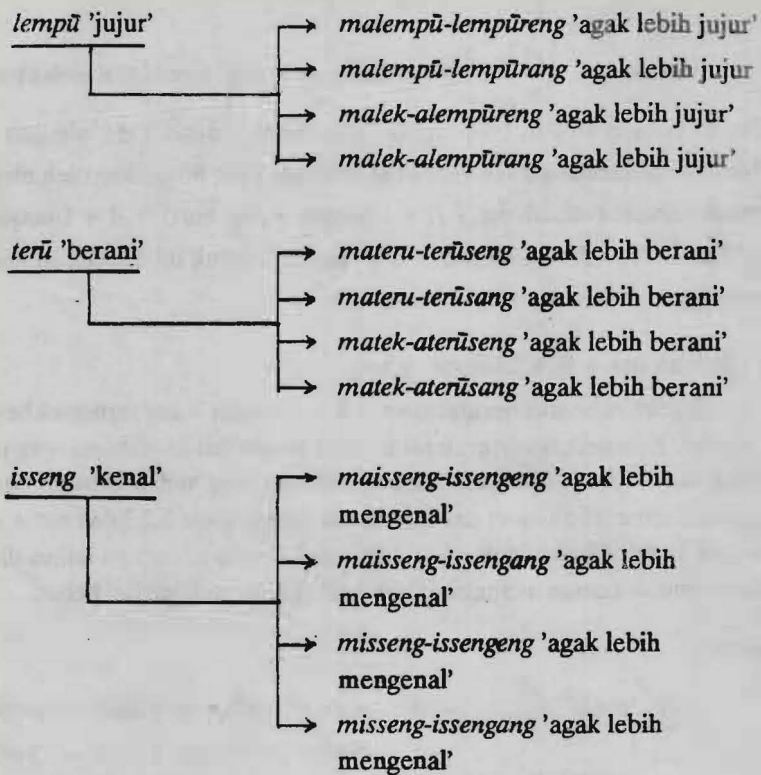 lempū 'jujur'
malempū-lempūreng 'agak lebih jujur'
malempū-lempūrang 'agak lebih jujur
malek-alempūreng 'agak lebih jujur'
malek-alempūrang 'agak lebih jujur'
terū 'berani'
materu-terūseng 'agak lebih berani'
materu-terūsang 'agak lebih berani'
matek-aterūseng 'agak lebih berani'
matek-aterūsang 'agak lebih berani'
isseng 'kenal'
maisseng-issengeng 'agak lebih
mengenal'
maisseng-issengang 'agak lebih
mengenal'
misseng-issengeng 'agak lebih
mengenal'
misseng-issengang 'agak lebih
mengenal'